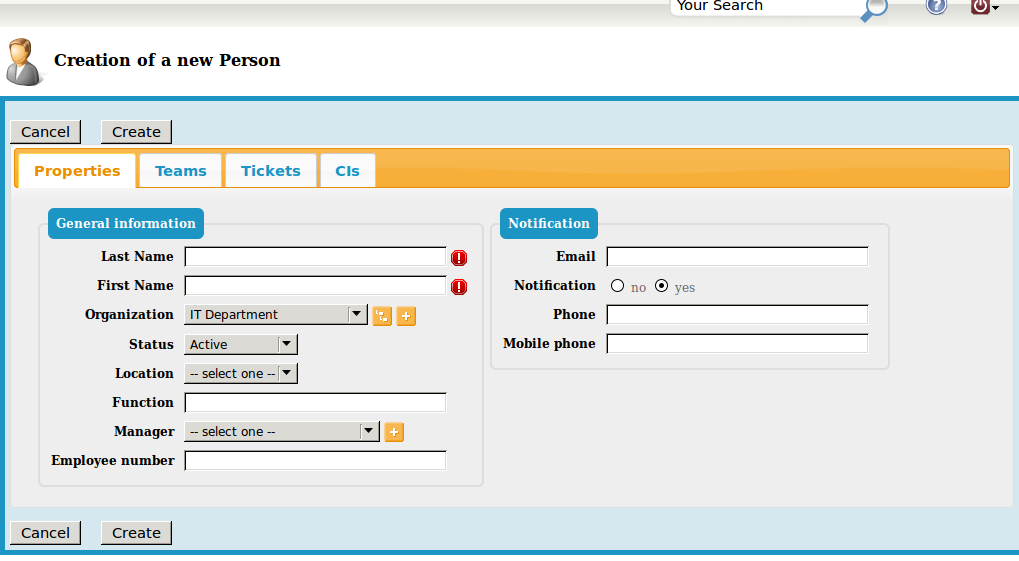 Your Search
Creation of a new Person
Cancel Create
Properties Teams Tickets CIs
General information
Last Name
First Name
Organization IT Department
Status Active
Location -- select one --
Function
Manager -- select one --
Employee number
Notification
Email
Notification no yes
Phone
Mobile phone
Cancel Create